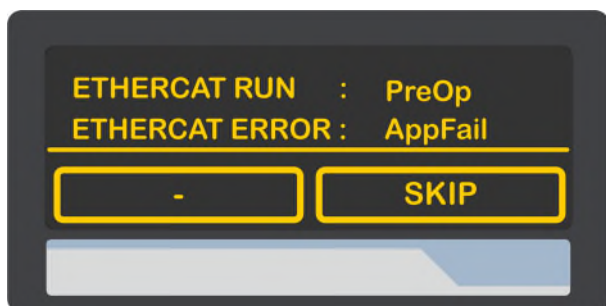 ETHERCAT RUN : PreOp
ETHERCAT ERROR : AppFail
- SKIP